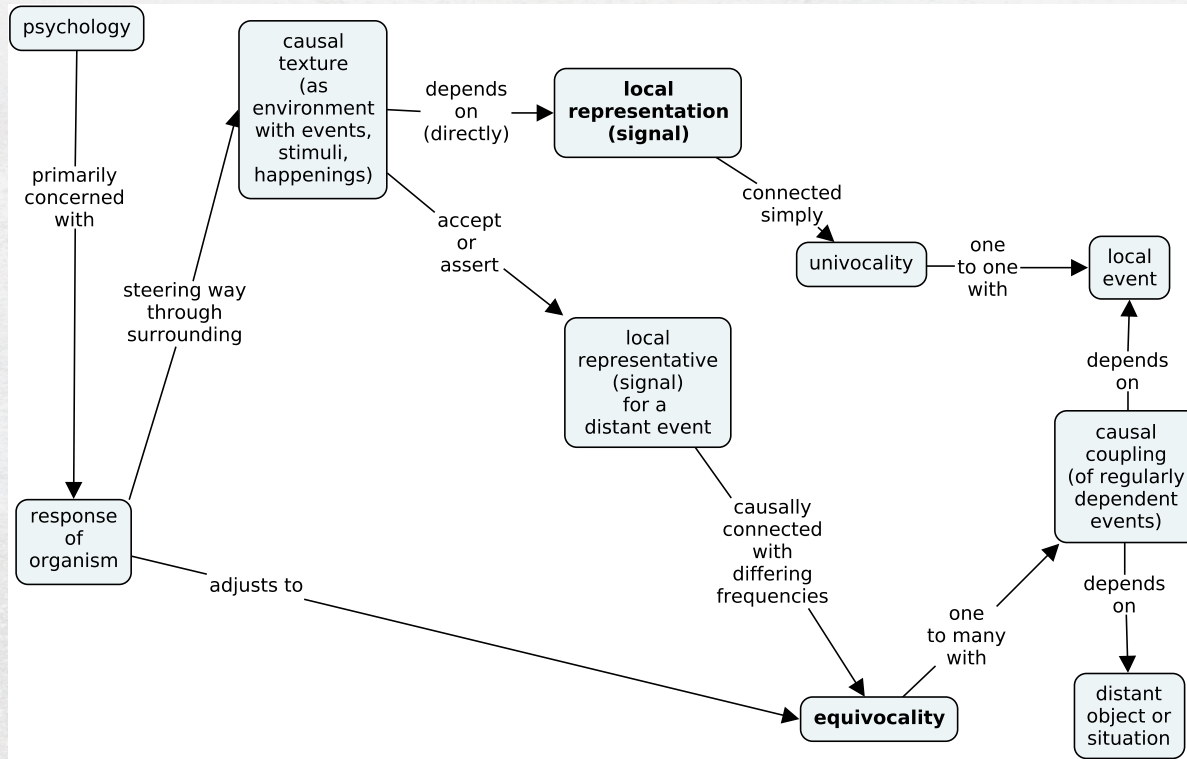 psychology
primarily
concerned
with
response
of
organism
steering way
through
surrounding
causal
texture
(as
environment
with events,
stimuli,
happenings)
depends
on
(directly)
local
representation
(signal)
connected
simply
univocality
one
to one
with
local
event
accept
or
assert
local
representative
(signal)
for a
distant event
causally
connected
with
differing
frequencies
adjusts to
equivocality
one
to many
with
causal
coupling
(of regularly
dependent
events)
depends
on
depends
on
distant
object or
situation